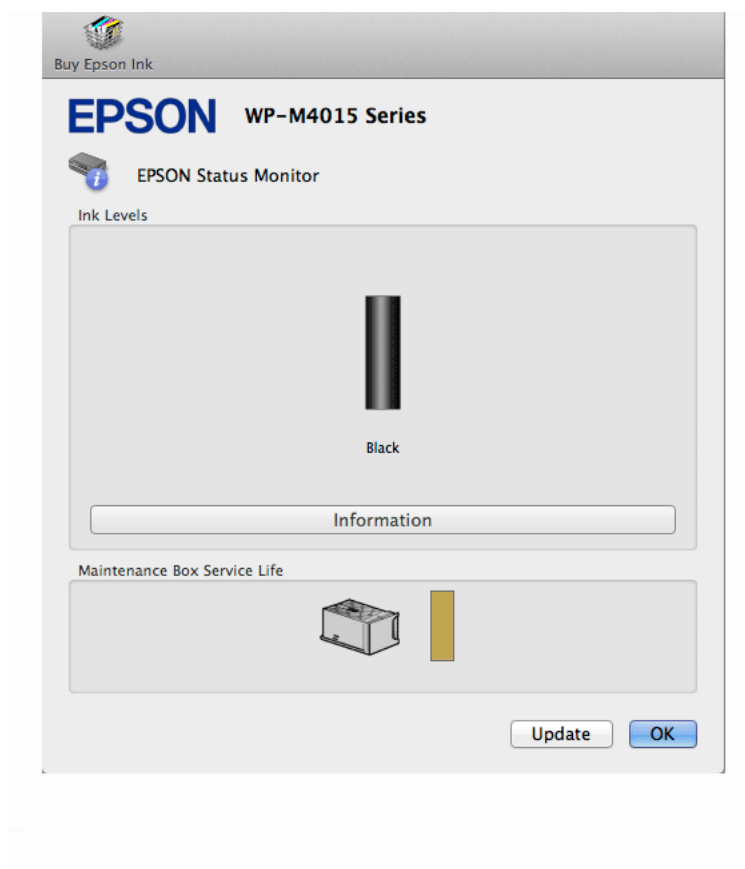 Buy Epson Ink
EPSON WP-M4015 Series
EPSON Status Monitor
Ink Levels
Black
Information
Maintenance Box Service Life
Update OK